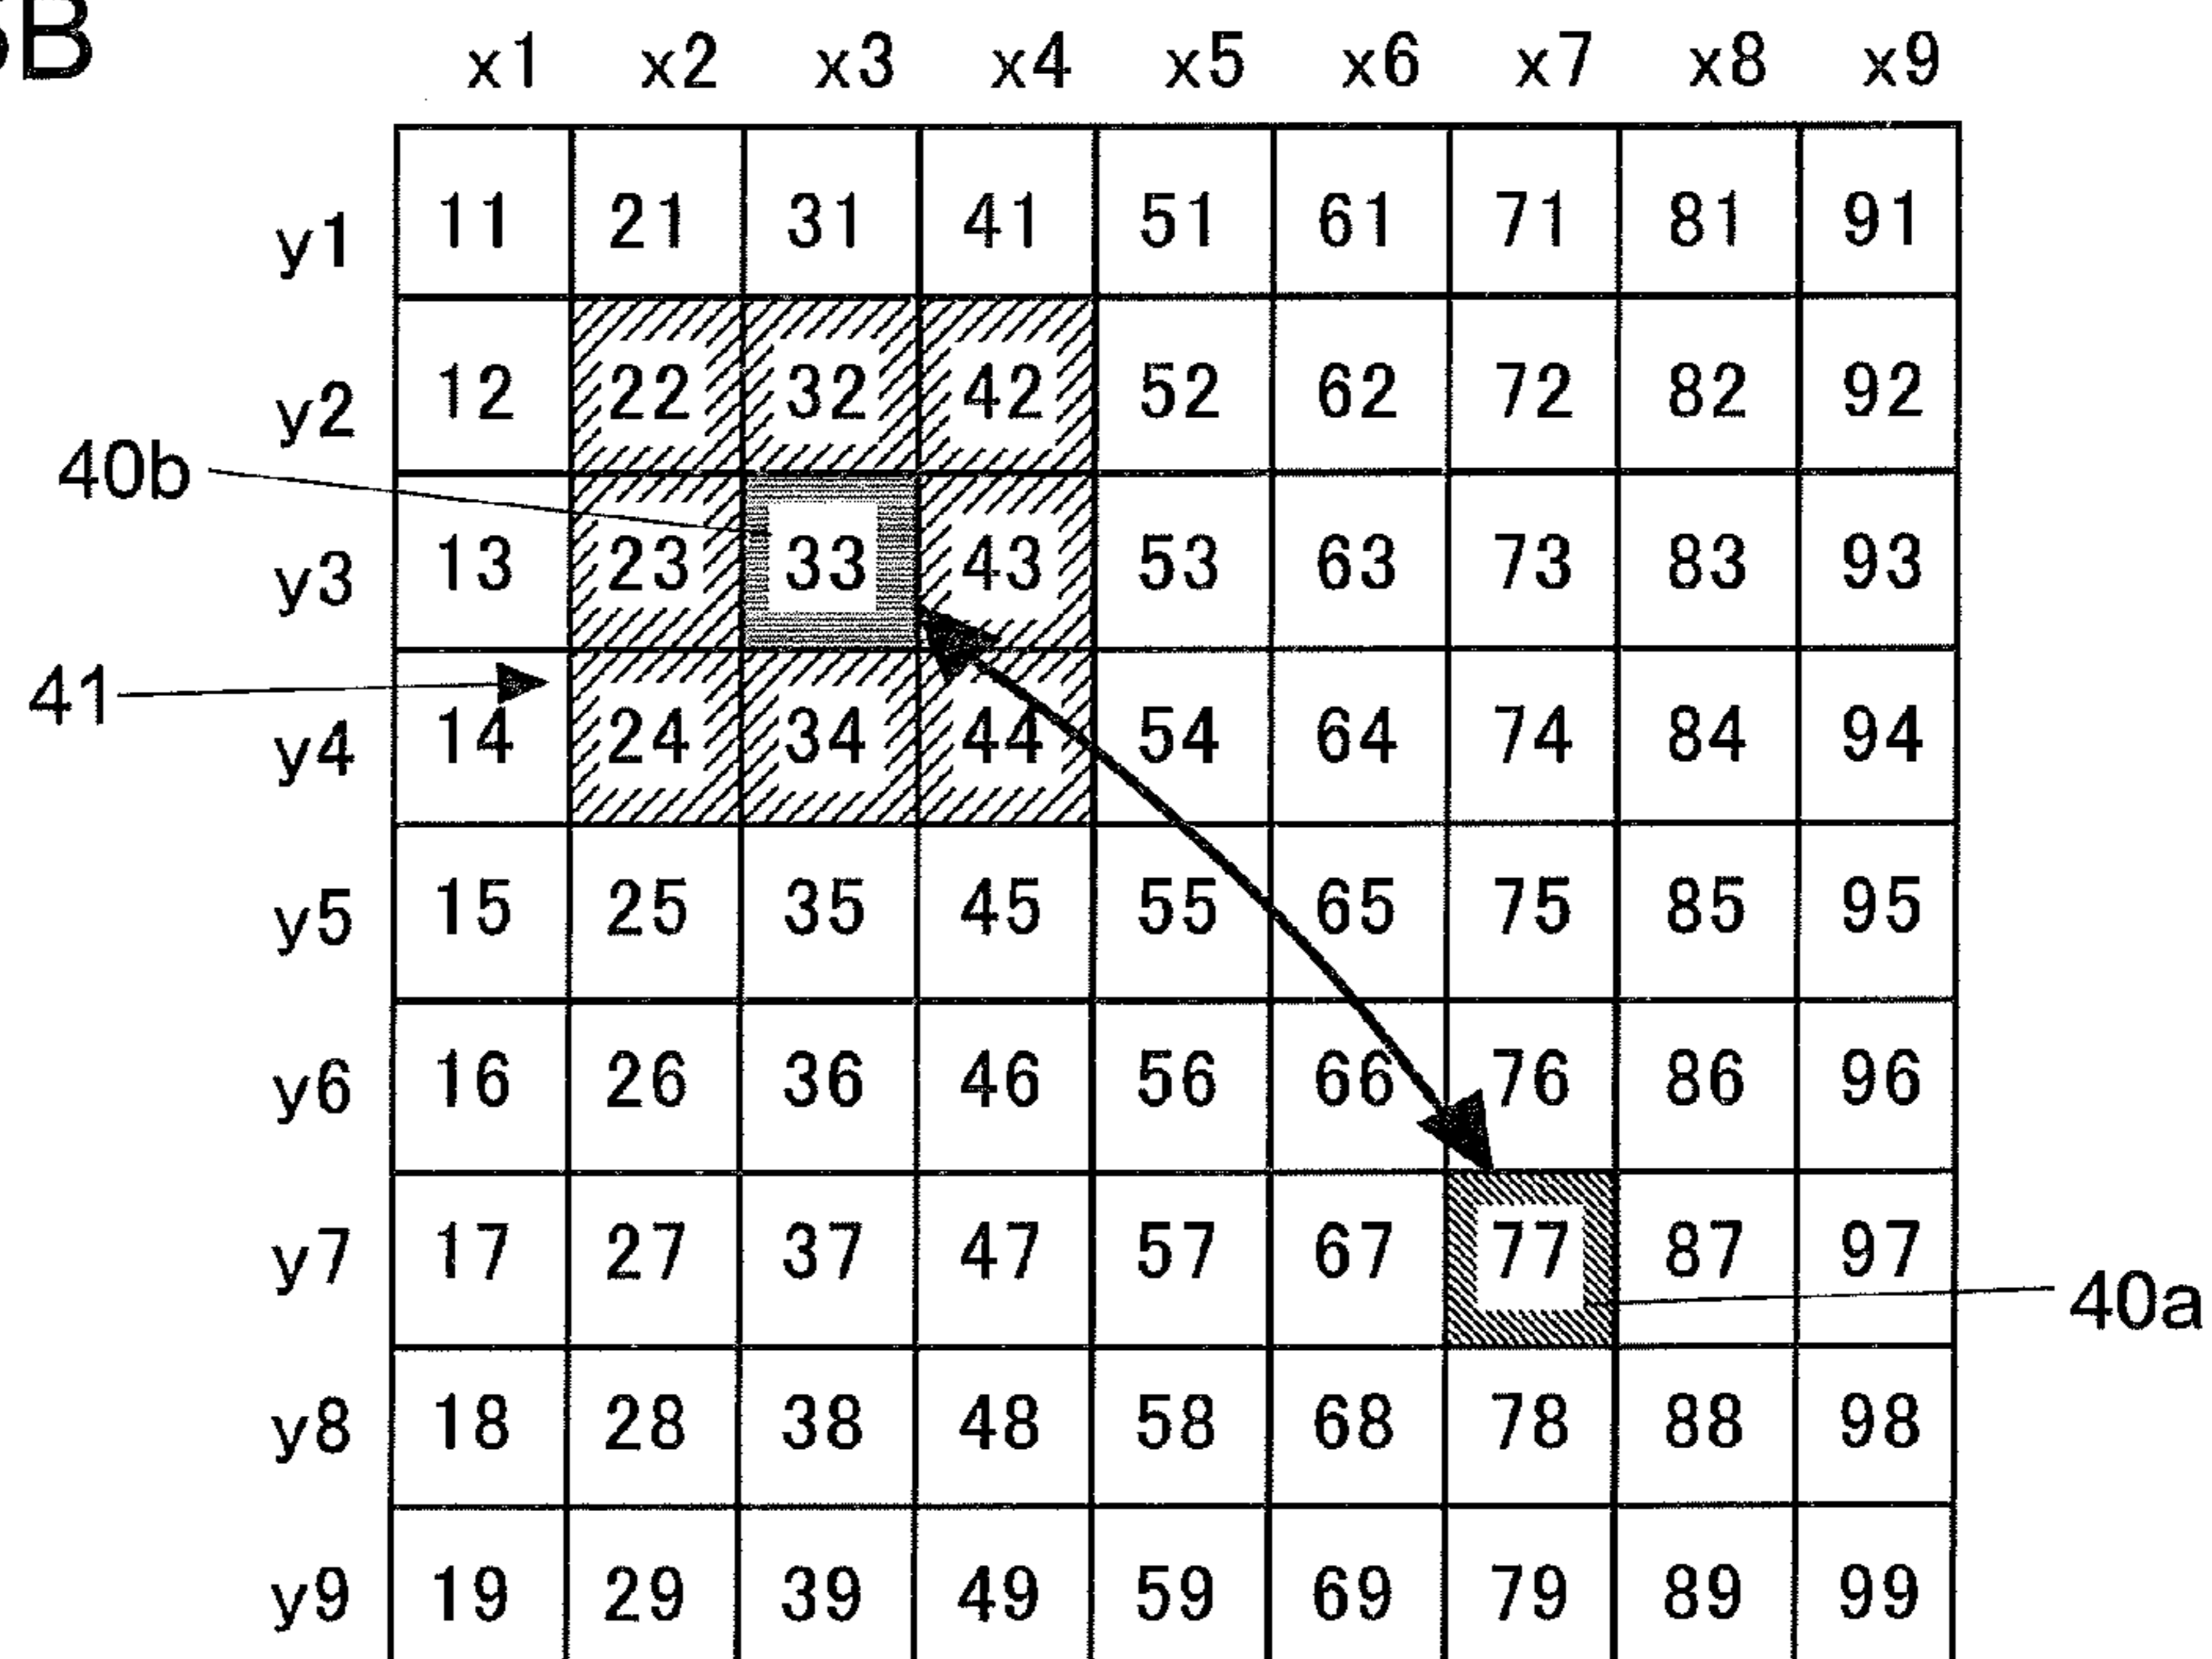 B
x1 x2 x3 x4 x5 x6 x7 x8 x9
y1 11 21 31 41 51 61 71 81 91
y2 12 22 32 42 52 62 72 82 92
40b
y3 13 23 33 43 53 63 73 83 93
41
y4 14 24 34 44 54 64 74 84 94
y5 15 25 35 45 55 65 75 85 95
y6 16 26 36 46 56 66 76 86 96
y7 17 27 37 47 57 67 77 87 97
40a
y8 18 28 38 48 58 68 78 88 98
y9 19 29 39 49 59 69 79 89 99